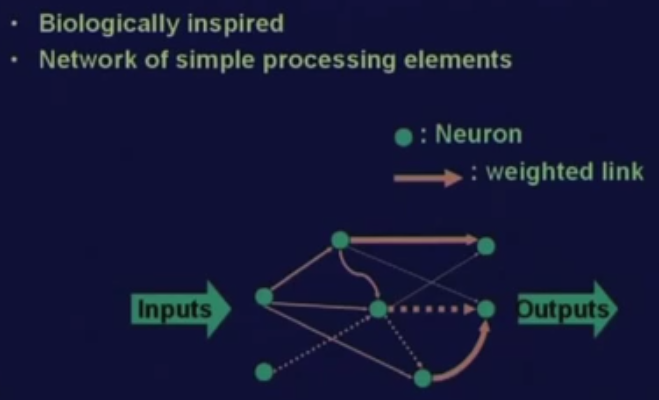 • Biologically inspired
• Network of simple processing elements
: Neuron
: weighted link
Inputs
Outputs